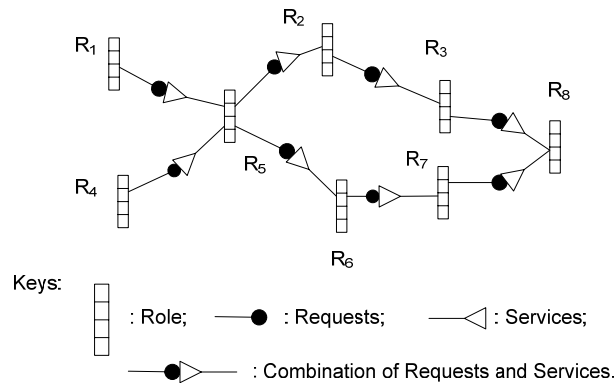 R1
R2
R3
R8
R4
R5
R7
R6
Keys:
: Role;
: Requests;
: Services;
: Combination of Requests and Services.